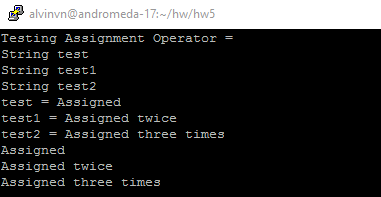 alvinvn@andromeda-17:~/hw/hw5
Testing Assignment Operator =
String test
String test1
String test2
test = Assigned
test1 = Assigned twice
test2 = Assigned three times
Assigned
Assigned twice
Assigned three times